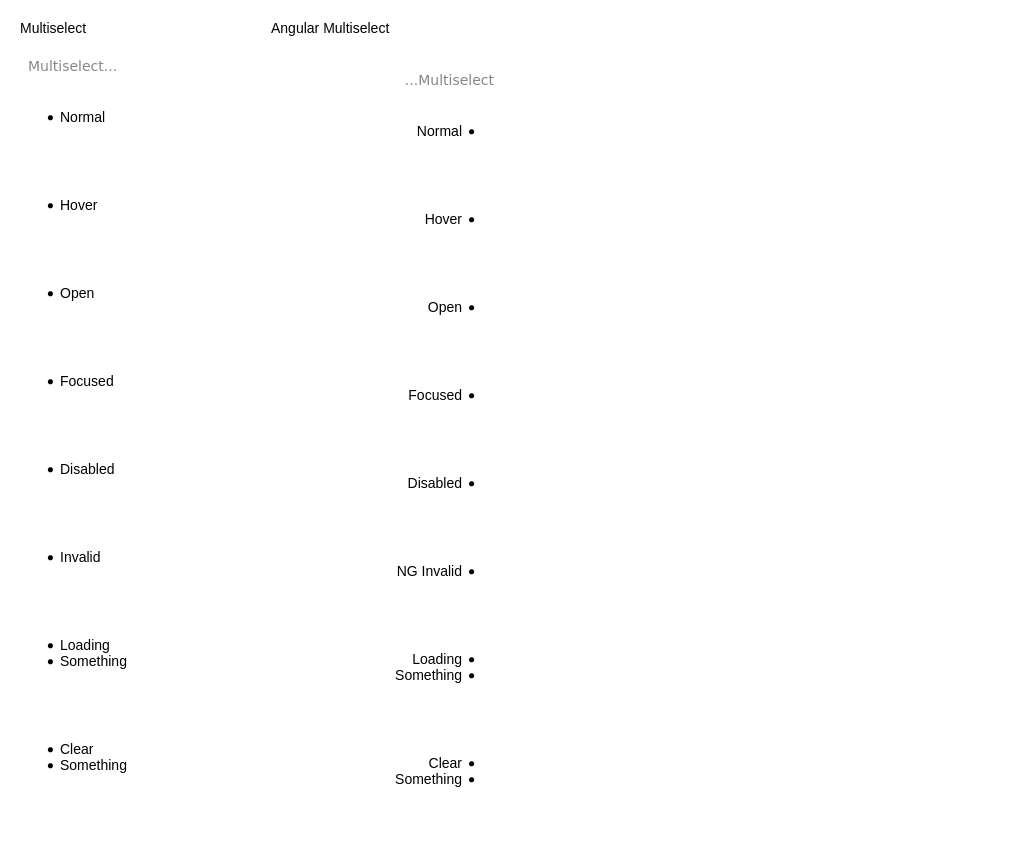 Multiselect
Multiselect...
Normal
Hover
Open
Focused
Disabled
Invalid
Loading
Something
Clear
Something
Angular Multiselect
...Multiselect
Normal
Hover
Open
Focused
Disabled
NG Invalid
Loading
Something
Clear
Something